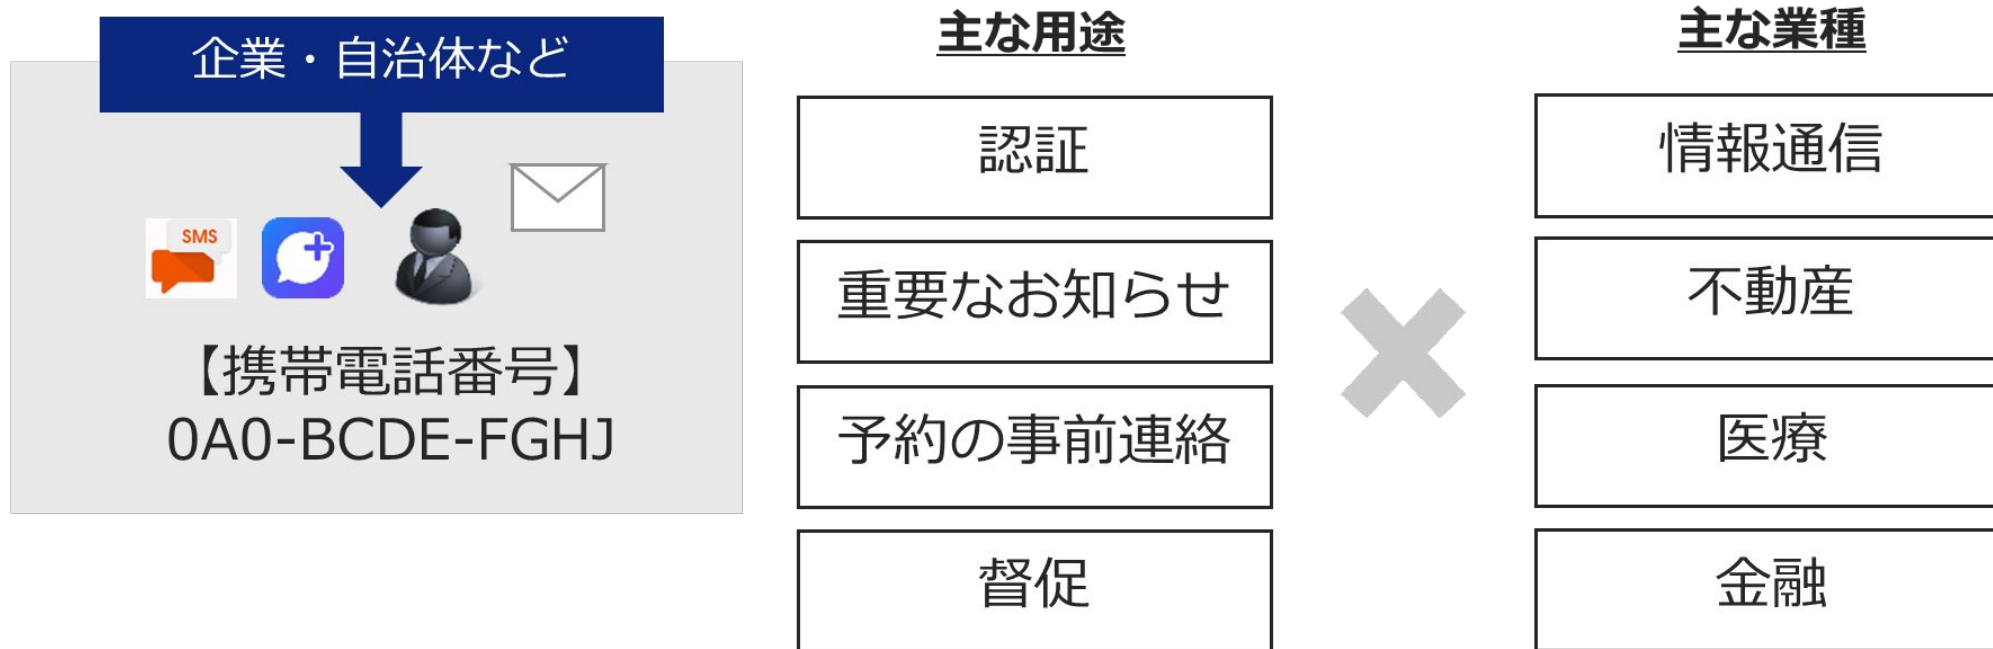 企業・自治体など
SMS
【携帯電話番号】
0A0-BCDE-FGHJ
主な用途
認証
重要なお知らせ
予約の事前連絡
督促
主な業種
情報通信
不動産
医療
金融